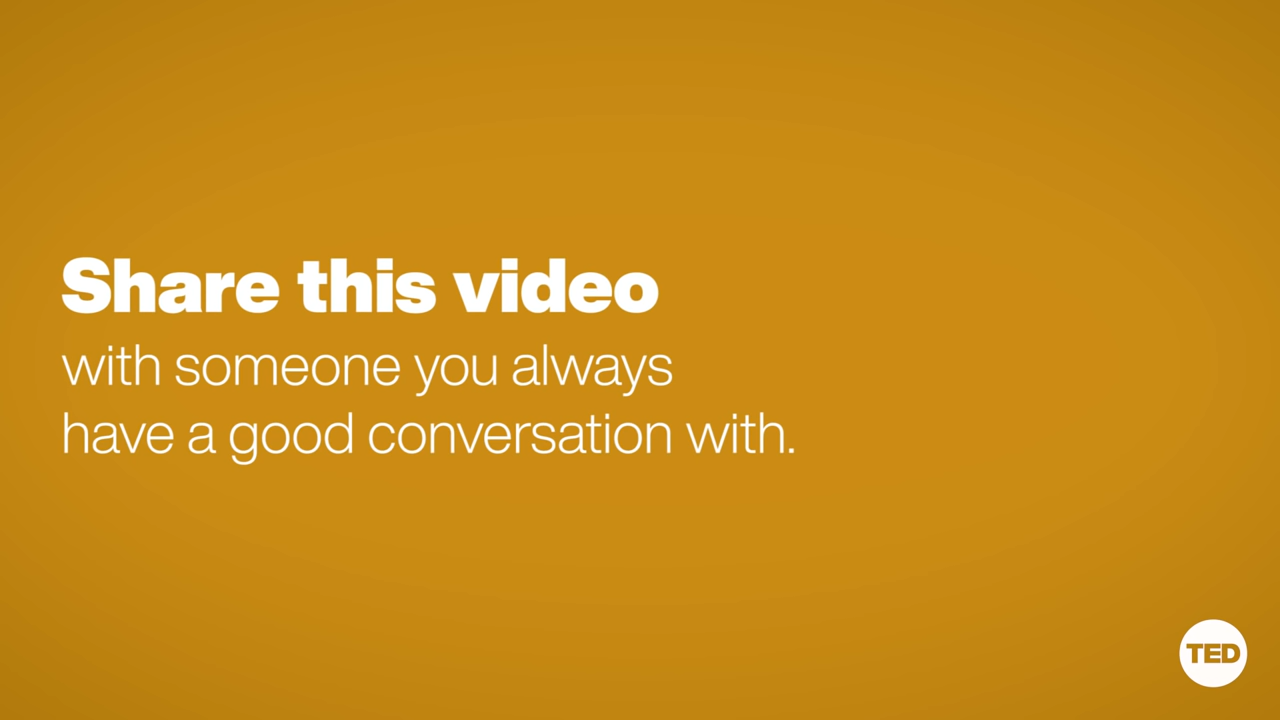 Share this video
with someone you always
have a good conversation with.
TED